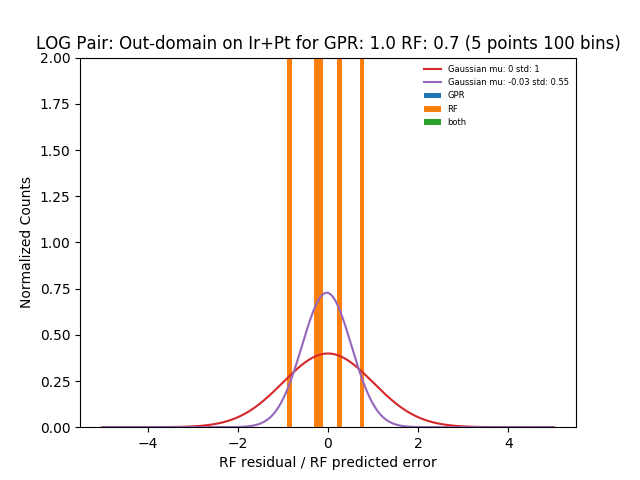 LOG Pair: Out-domain on Ir+Pt for GPR: 1.0 RF: 0.7 (5 points 100 bins)
2.00
1.75
1.50
1.25
1.00
0.75
0.50
0.25
0.00
Normalized Counts
Gaussian mu: 0 std: 1
Gaussian mu: -0.03 std: 0.55
GPR
RF
both
−4
−2
0
2
4
RF residual / RF predicted error